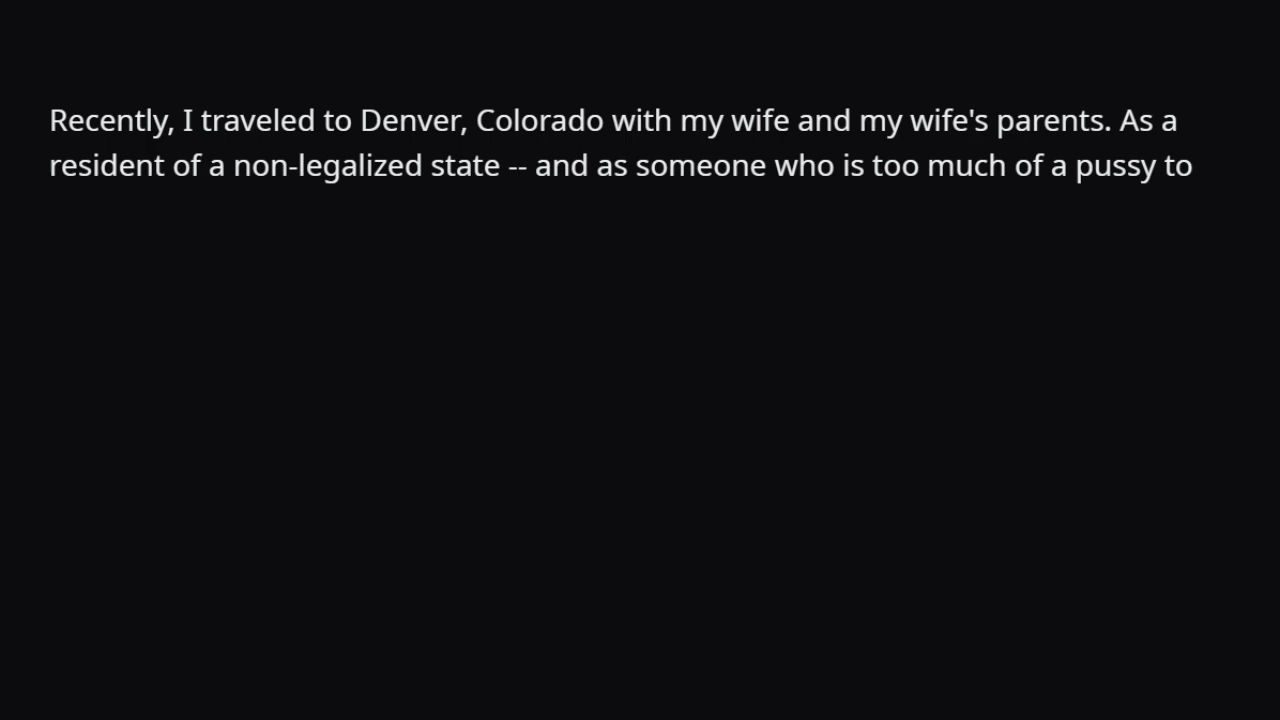 Recently, I traveled to Denver, Colorado with my wife and my wife's parents. As a
resident of a non-legalized state -- and as someone who is too much of a pussy to